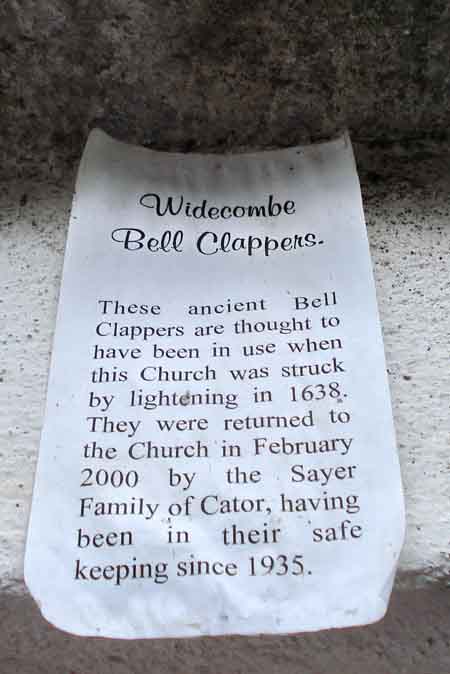 Widecombe
Bell Clappers.
These ancient Bell
Clappers are thought to
have been in use when
this Church was struck
by lightening in 1638.
They were returned to
the Church in February
2000 by the Sayer
Family of Cator, having
been in their safe
keeping since 1935.